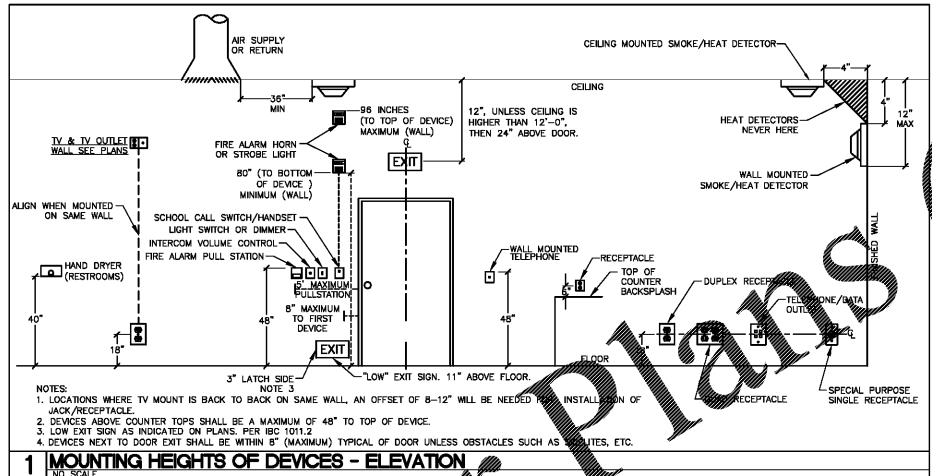 AIR SUPPLY
OR RETURN
36"
MIN
CEILING MOUNTED SMOKE/HEAT DETECTOR
4"
CEILING
4"
12"
MAX
HEAT DETECTORS
NEVER HERE
WALL MOUNTED
SMOKE/HEAT DETECTOR
96 INCHES
(TO TOP OF DEVICE)
MAXIMUM (WALL)
12", UNLESS CEILING IS
HIGHER THAN 12'-0",
THEN 24" ABOVE DOOR.
TV & TV OUTLET
WALL SEE PLANS
FIRE ALARM HORN
OR STROBE LIGHT
EXIT
80" (TO BOTTOM
OF DEVICE )
MINIMUM (WALL)
ALIGN WHEN MOUNTED
ON SAME WALL
SCHOOL CALL SWITCH/HANDSET
LIGHT SWITCH OR DIMMER
INTERCOM VOLUME CONTROL
FIRE ALARM PULL STATION
HAND DRYER
(RESTROOMS)
WALL MOUNTED
TELEPHONE
RECEPTACLE
TOP OF
COUNTER
BACKSPLASH
6"
FINISHED WALL
5' MAXIMUM
PULLSTATION
8" MAXIMUM
TO FIRST
DEVICE
40"
18"
48"
48"
DUPLEX RECEPTACLE
TELEPHONE/DATA
OUTLET
FLOOR
EXIT
3" LATCH SIDE
NOTE 3
"LOW" EXIT SIGN. 11" ABOVE FLOOR.
QUAD RECEPTACLE
SPECIAL PURPOSE
SINGLE RECEPTACLE
NOTES:
1. LOCATIONS WHERE TV MOUNT IS BACK TO BACK ON SAME WALL, AN OFFSET OF 8-12" WILL BE NEEDED FOR INSTALLATION OF
JACK/RECEPTACLE.
2. DEVICES ABOVE COUNTER TOPS SHALL BE A MAXIMUM OF 48" TO TOP OF DEVICE.
3. LOW EXIT SIGN AS INDICATED ON PLANS. PER IBC 1011.2
4. DEVICES NEXT TO DOOR EXIT SHALL BE WITHIN 8" (MAXIMUM) TYPICAL OF DOOR UNLESS OBSTACLES SUCH AS SIDELITES, ETC.
1 MOUNTING HEIGHTS OF DEVICES - ELEVATION
NO SCALE
Plans